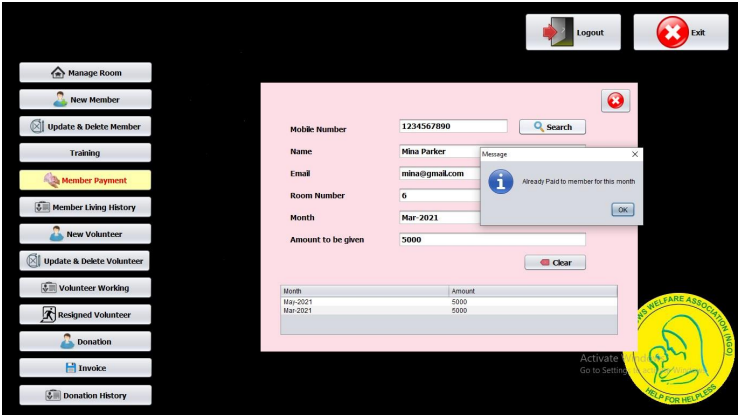 Logout
Exit
Manage Room
New Member
Update & Delete Member
Training
Member Payment
Member Living History
New Volunteer
Update & Delete Volunteer
Volunteer Working
Resigned Volunteer
Donation
Invoice
Donation History
Mobile Number 1234567890 Search
Name Mina Parker
Email mina@gmail.com
Room Number 6
Month Mar-2021
Amount to be given 5000
Clear
Message
Already Paid to member for this month
OK
Month Amount
May-2021 5000
Mar-2021 5000
WELFARE ASSOCIATION (NGO)
HELP FOR HELPLESS
Activate Windows
Go to Settings to activate Windows.